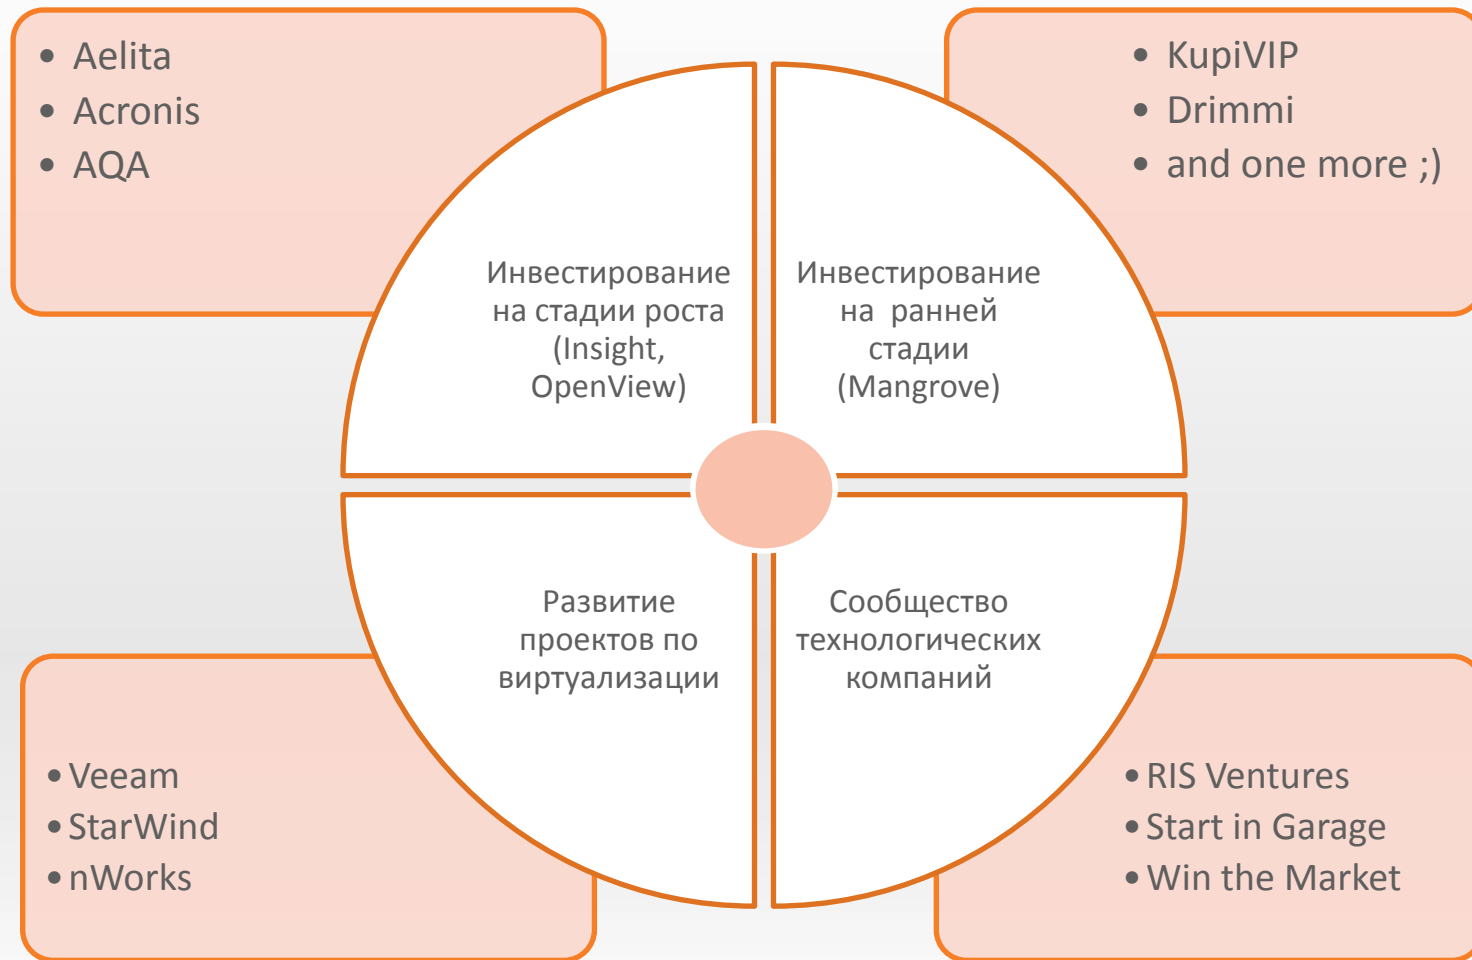 • Aelita
• Acronis
• AQA
• KupiVIP
• Drimmi
• and one more ;)
Инвестирование
на стадии роста
(Insight,
OpenView)
Инвестирование
на ранней
стадии
(Mangrove)
Развитие
проектов по
виртуализации
Сообщество
технологических
компаний
• Veeam
• StarWind
• nWorks
• RIS Ventures
• Start in Garage
• Win the Market